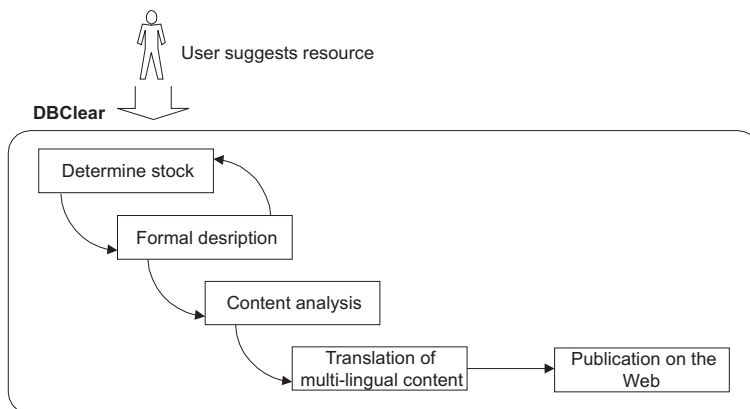 User suggests resource
DBClear
Determine stock
Formal desription
Content analysis
Translation of
multi-lingual content
Publication on the
Web